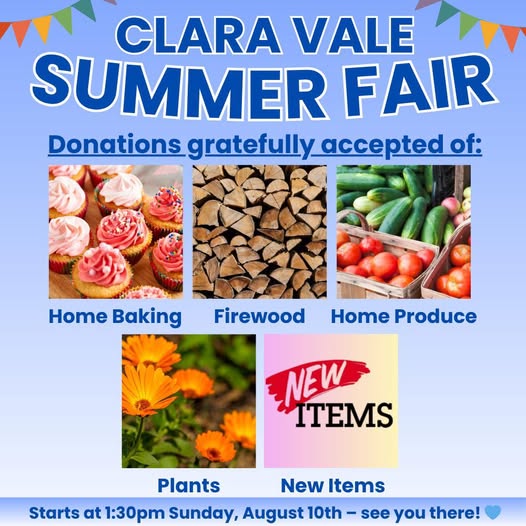 CLARA VALE
SUMMER FAIR
Donations gratefully accepted of:
Home Baking
Firewood
Home Produce
NEW
ITEMS
Plants
New Items
Starts at 1:30pm Sunday, August 10th – see you there! 🩵